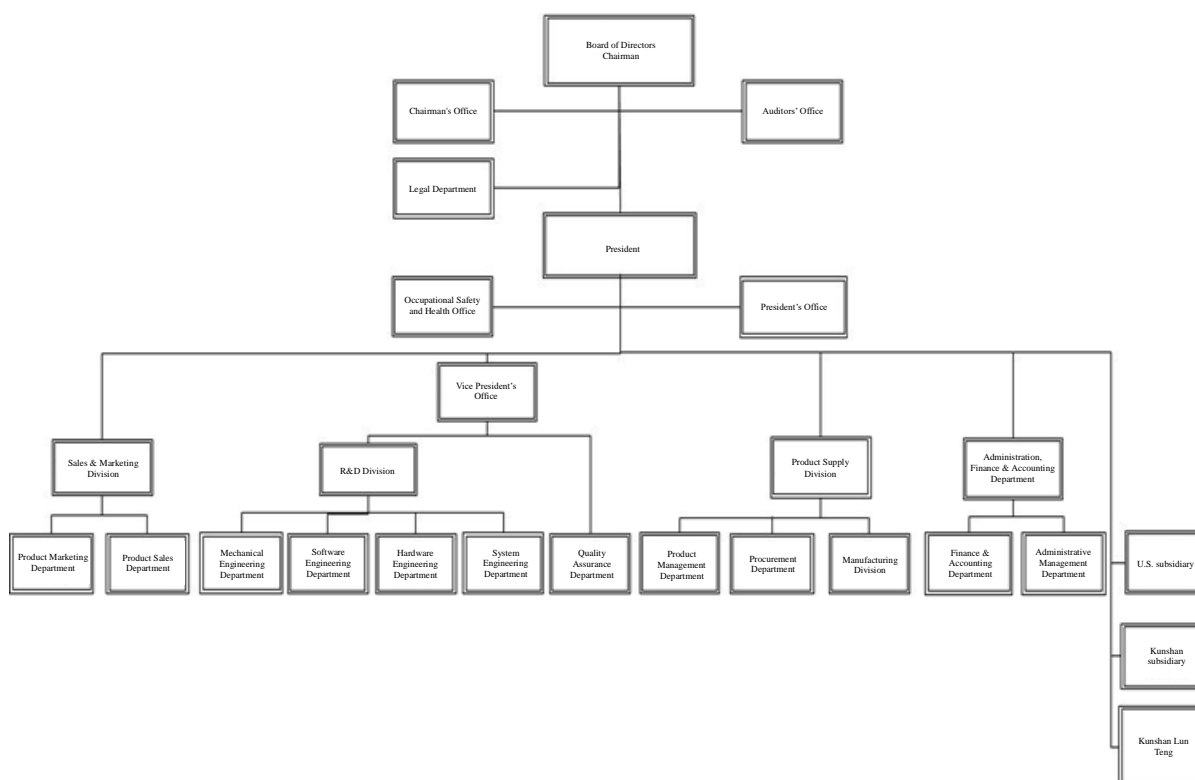 Board of Directors
Chairman
Chairman's Office
Auditors' Office
Legal Department
President
Occupational Safety
and Health Office
President's Office
Vice President's
Office
Sales & Marketing
Division
R&D Division
Product Supply
Division
Administration,
Finance & Accounting
Department
Product Marketing
Department
Product Sales
Department
Mechanical
Engineering
Department
Software
Engineering
Department
Hardware
Engineering
Department
System
Engineering
Department
Quality
Assurance
Department
Product
Management
Department
Procurement
Department
Manufacturing
Division
Finance &
Accounting
Department
Administrative
Management
Department
U.S. subsidiary
Kunshan
subsidiary
Kunshan Lun
Teng